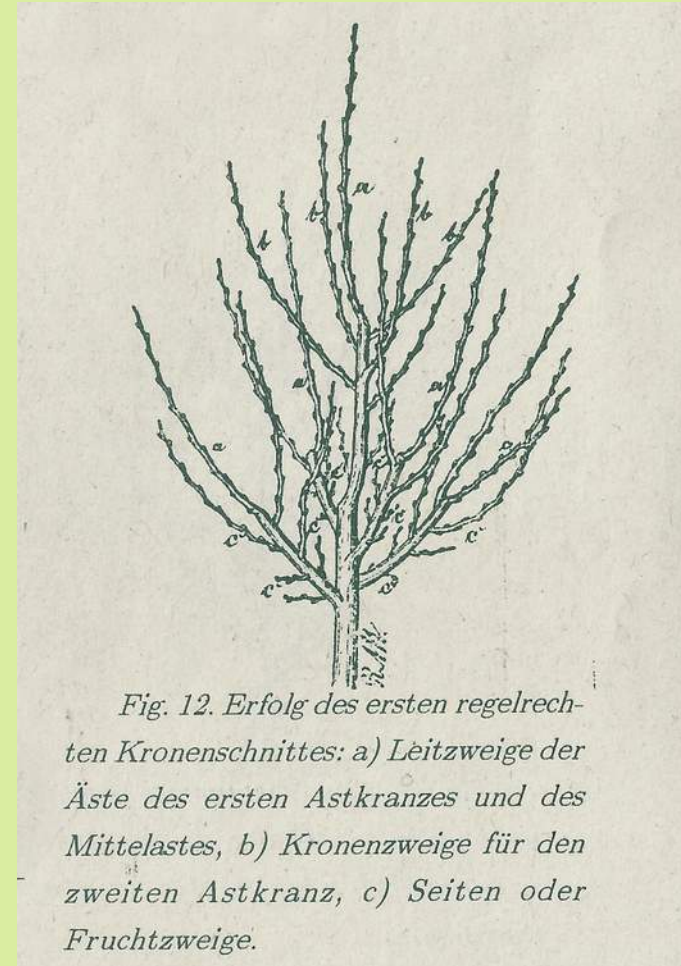 a
b
b
b
b
a
a
a
c
c
c
c
c
c
a
Fig. 12. Erfolg des ersten regelrech-
ten Kronenschnittes: a) Leitzweige der
Äste des ersten Astkranzes und des
Mittelastes, b) Kronenzweige für den
zweiten Astkranz, c) Seiten oder
Fruchtzweige.